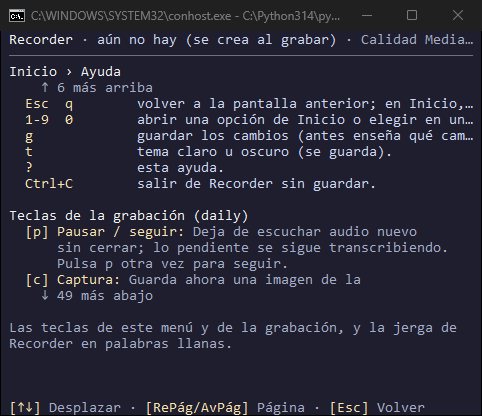 C:\WINDOWS\SYSTEM32\conhost.exe - C:\Python314\py…
Recorder · aún no hay (se crea al grabar) · Calidad Media…
Inicio › Ayuda
↑ 6 más arriba
Esc q volver a la pantalla anterior; en Inicio,…
1-9 0 abrir una opción de Inicio o elegir en un…
g guardar los cambios (antes enseña qué cam…
t tema claro u oscuro (se guarda).
? esta ayuda.
Ctrl+C salir de Recorder sin guardar.
Teclas de la grabación (daily)
[p] Pausar / seguir: Deja de escuchar audio nuevo
sin cerrar; lo pendiente se sigue transcribiendo.
Pulsa p otra vez para seguir.
[c] Captura: Guarda ahora una imagen de la
↓ 49 más abajo
Las teclas de este menú y de la grabación, y la jerga de
Recorder en palabras llanas.
[↑↓] Desplazar · [RePág/AvPág] Página · [Esc] Volver